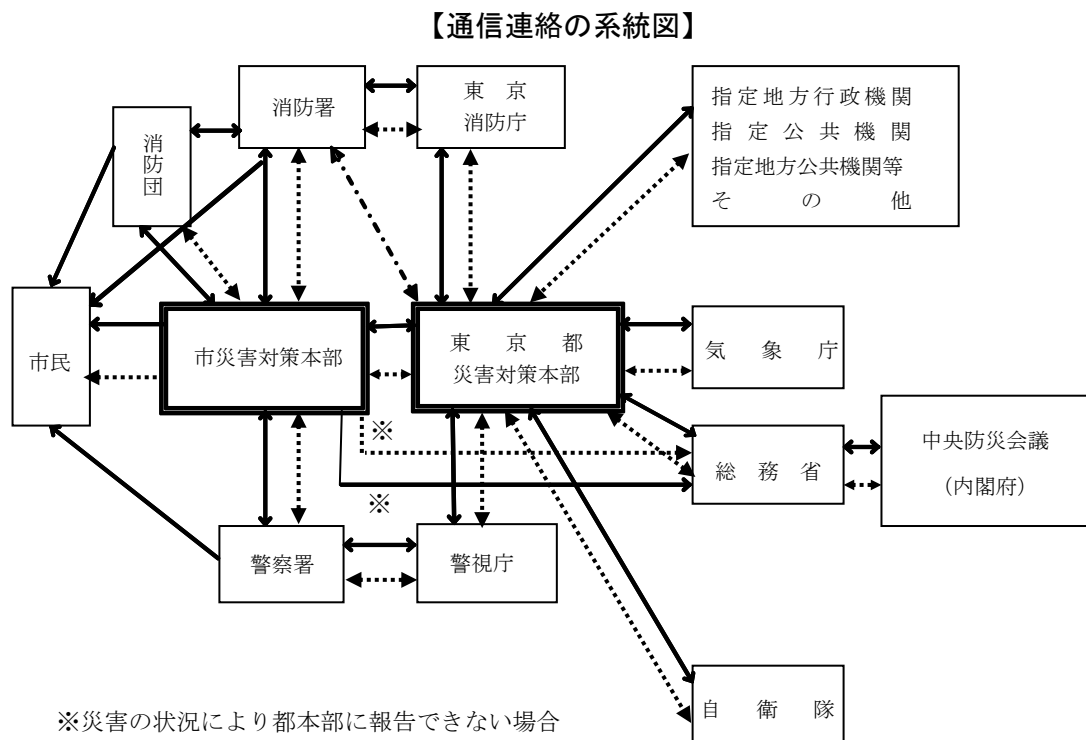 【通信連絡の系統図】
消防署
東京
消防庁
指定地方行政機関
指定公共機関
指定地方公共機関等
その他
消防団
市民
市災害対策本部
東京都
災害対策本部
気象庁
※
※
総務省
中央防災会議
(内閣府)
警察署
警視庁
自衛隊
※災害の状況により都本部に報告できない場合